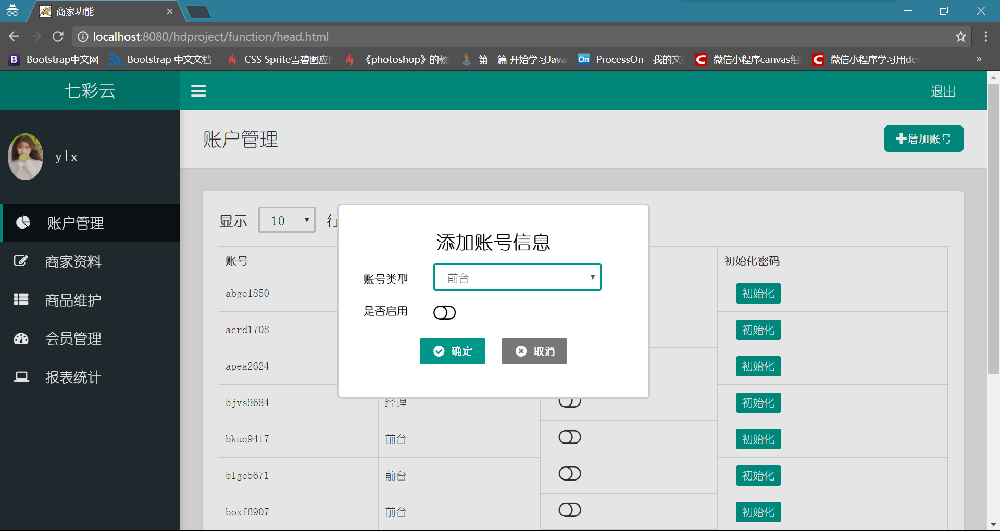 商家功能
localhost:8080/hdproject/function/head.html
B Bootstrap中文网
Bootstrap 中文文档
CSS Sprite雪碧图应
《photoshop》的教
第一篇 开始学习Java
On ProcessOn - 我的文
C 微信小程序canvas组
C 微信小程序学习用de
»
七彩云
退出
ylx
账户管理
商家资料
商品维护
会员管理
报表统计
账户管理
增加账号
显示 10 行
账号
初始化密码
abge1850 初始化
acrd1708 初始化
apea2624 初始化
bjvs8684 经理 初始化
bkuq9417 前台 初始化
blge5671 前台 初始化
boxf6907 前台 初始化
添加账号信息
账号类型 前台
是否启用
确定 取消